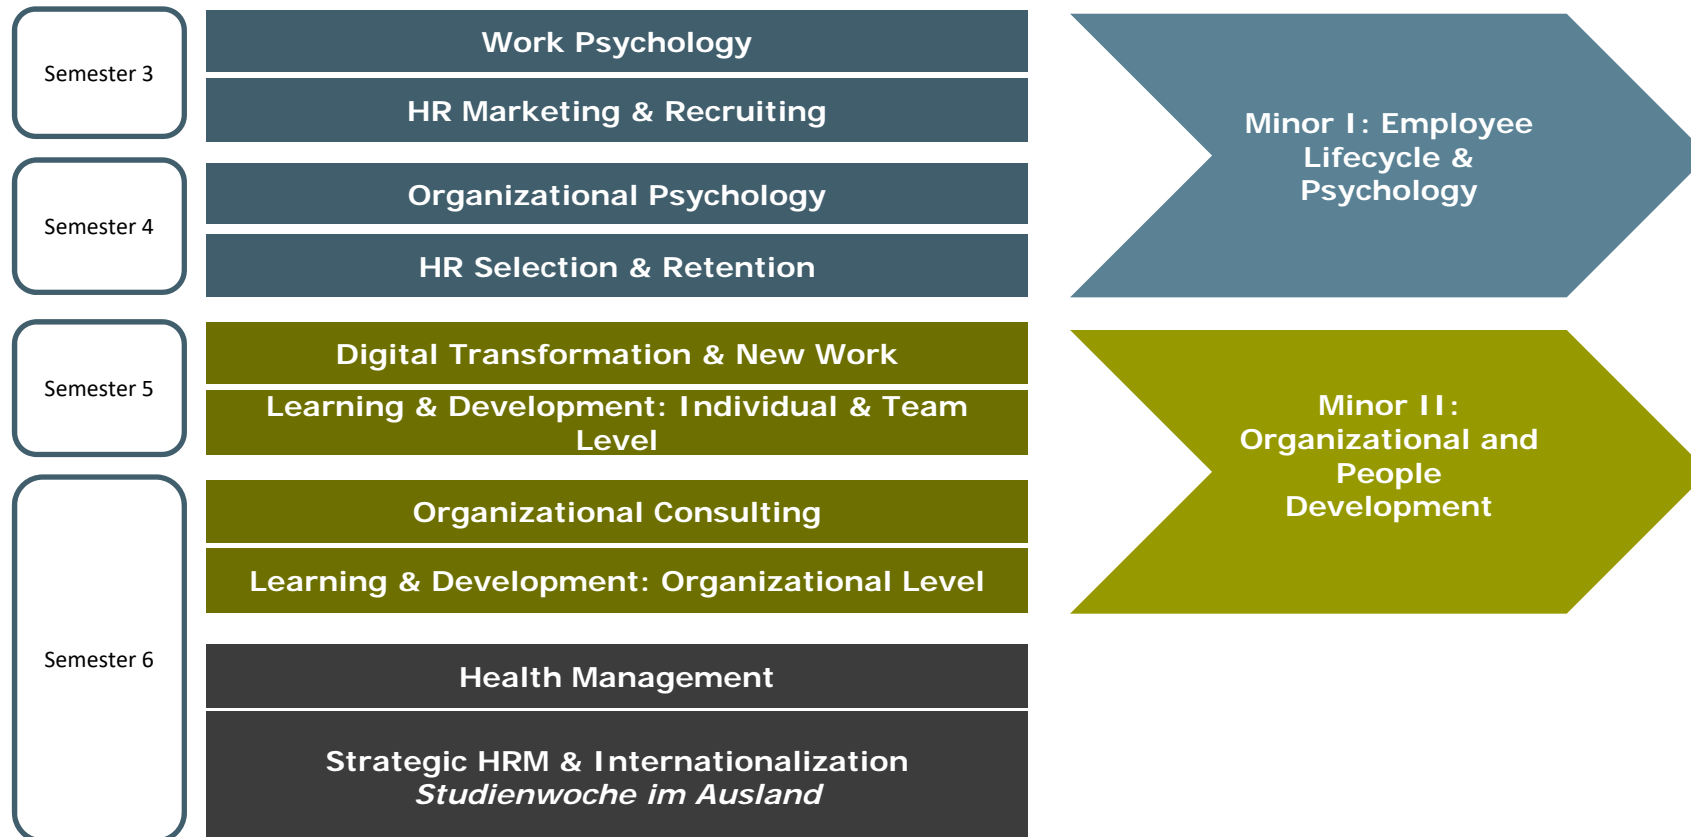 Semester 3
Work Psychology
HR Marketing & Recruiting
Minor I: Employee
Lifecycle &
Psychology
Semester 4
Organizational Psychology
HR Selection & Retention
Semester 5
Digital Transformation & New Work
Learning & Development: Individual & Team
Level
Minor II:
Organizational and
People
Development
Semester 6
Organizational Consulting
Learning & Development: Organizational Level
Health Management
Strategic HRM & Internationalization
Studienwoche im Ausland